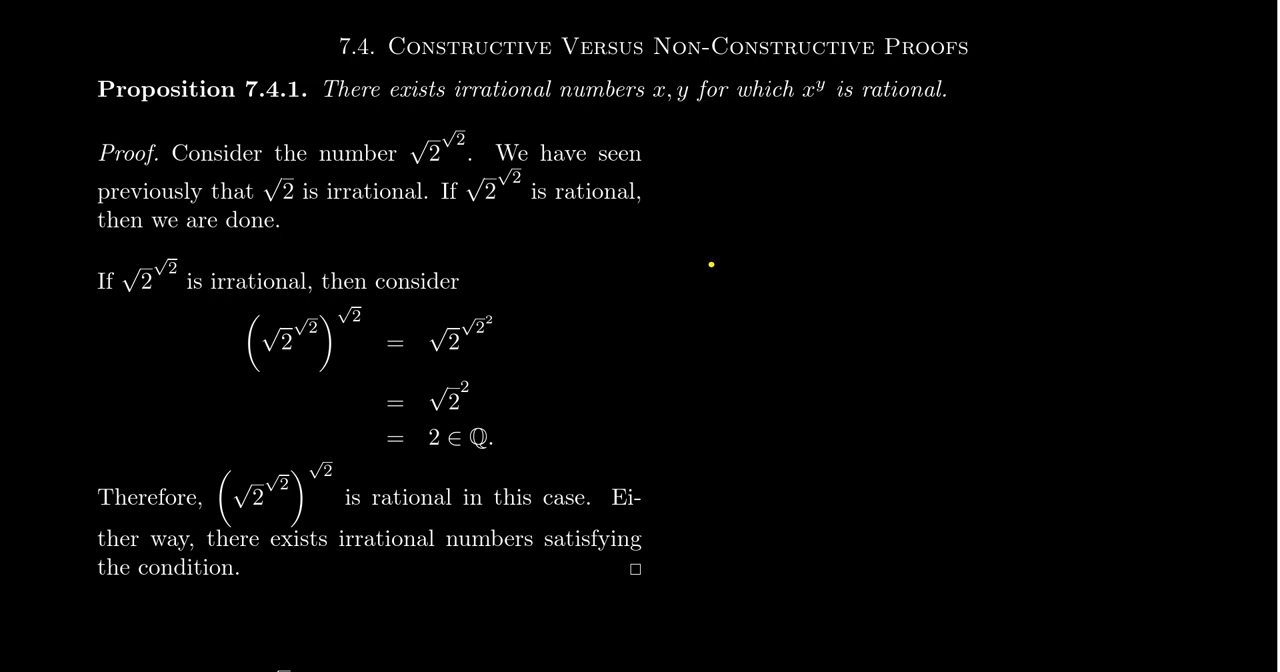 7.4. Constructive Versus Non-Constructive Proofs
Proposition 7.4.1. There exists irrational numbers x, y for which x^y is rational.
Proof. Consider the number √2^√2. We have seen
previously that √2 is irrational. If √2^√2 is rational,
then we are done.
If √2^√2 is irrational, then consider
(√2^√2)^√2 = √2^√2^2
= √2^2
= 2 ∈ ℚ.
Therefore, (√2^√2)^√2 is rational in this case. Ei-
ther way, there exists irrational numbers satisfying
the condition. □